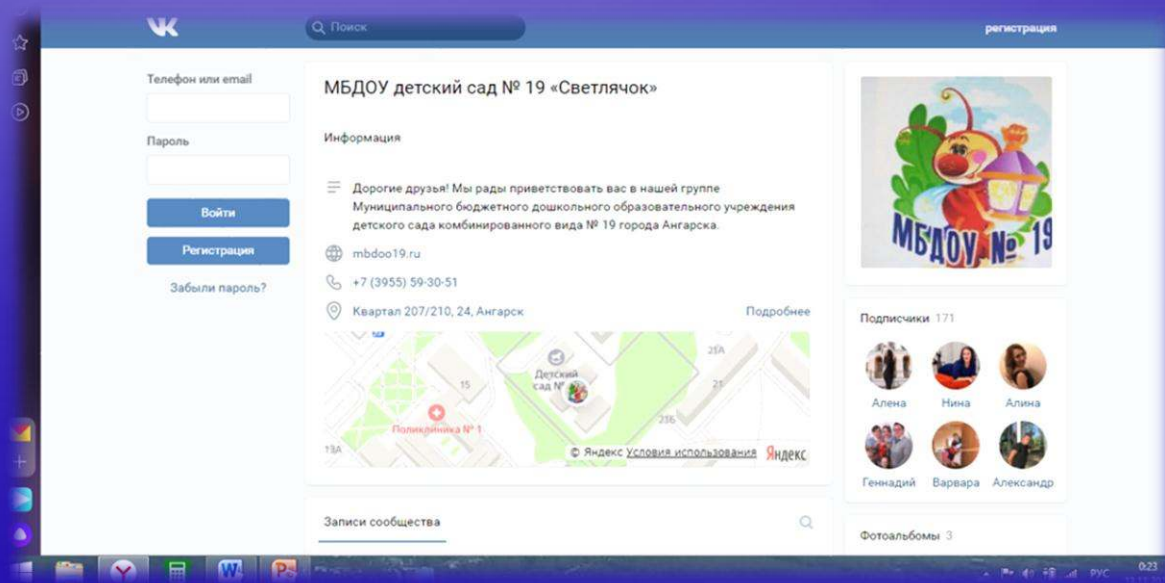 VK
Поиск
регистрация
Телефон или email
Пароль
Войти
Регистрация
Забыли пароль?
МБДОУ детский сад № 19 «Светлячок»
Информация
Дорогие друзья! Мы рады приветствовать вас в нашей группе
Муниципального бюджетного дошкольного образовательного учреждения
детского сада комбинированного вида № 19 города Ангарска.
mbdoo19.ru
+7 (3955) 59-30-51
Квартал 207/210, 24, Ангарск
Подробнее
21А
15
Детский
сад №
21
Поликлиника № 1
21Б
19А
© Яндекс Условия использования Яндекс
Записи сообщества
МБДОУ № 19
Подписчики 171
Алена Нина Алина
Геннадий Варвара Александр
Фотоальбомы 3
РУС
0:23